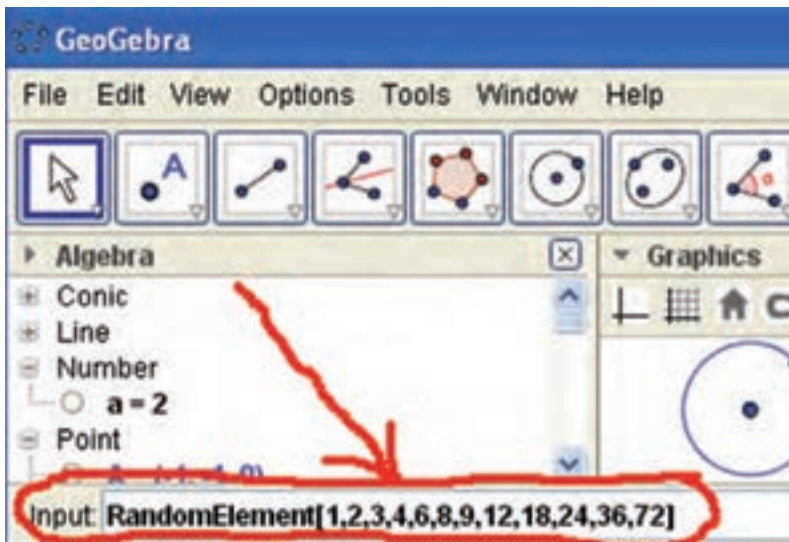 GeoGebra
File Edit View Options Tools Window Help
A
α
Algebra
Graphics
Conic
Line
Number
a = 2
Point
Input: RandomElement[1,2,3,4,6,8,9,12,18,24,36,72]